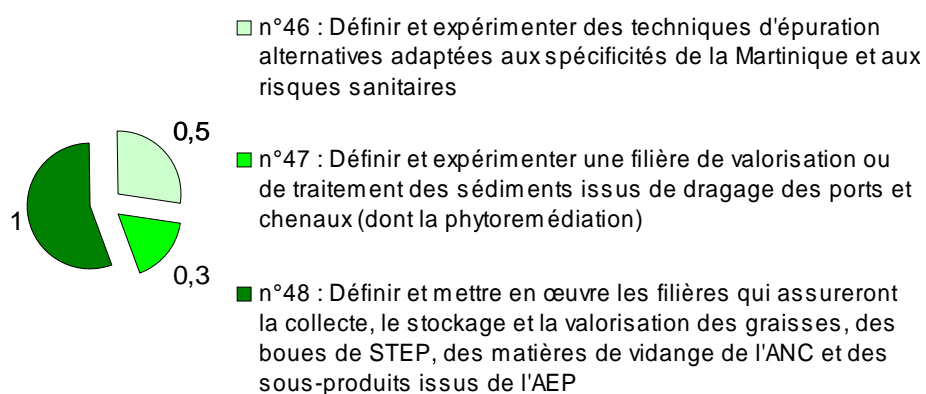 n°46 : Définir et expérimenter des techniques d'épuration
alternatives adaptées aux spécificités de la Martinique et aux
risques sanitaires
0,5
n°47 : Définir et expérimenter une filière de valorisation ou
de traitement des sédiments issus de dragage des ports et
chenaux (dont la phytoremédiation)
1
0,3
n°48 : Définir et mettre en œuvre les filières qui assureront
la collecte, le stockage et la valorisation des graisses, des
boues de STEP, des matières de vidange de l'ANC et des
sous-produits issus de l'AEP